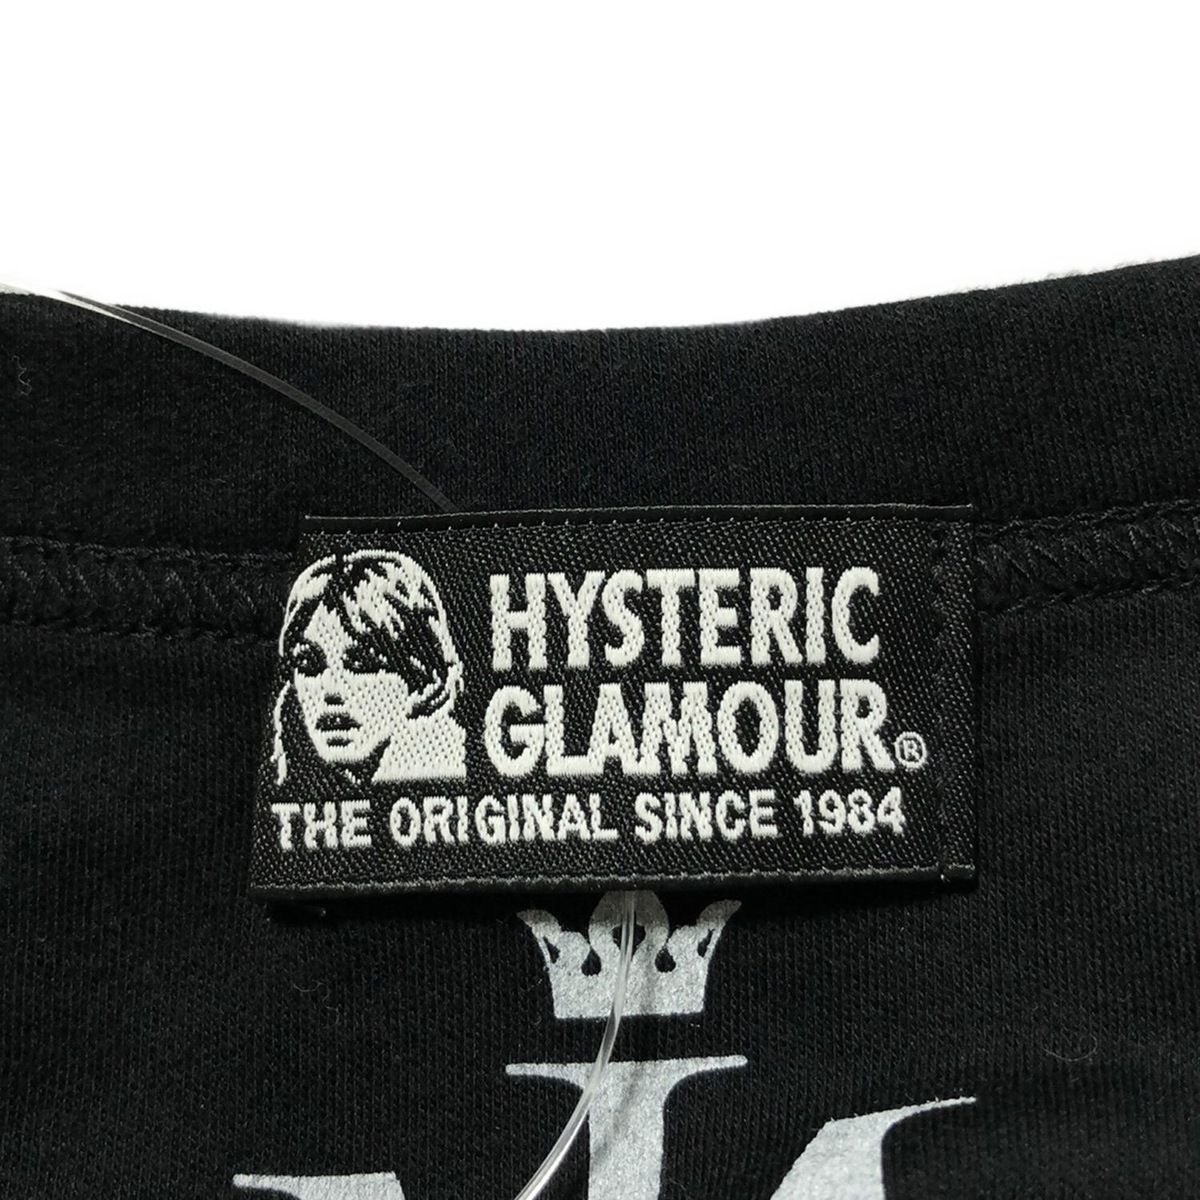 HYSTERIC
GLAMOUR®
THE ORIGINAL SINCE 1984